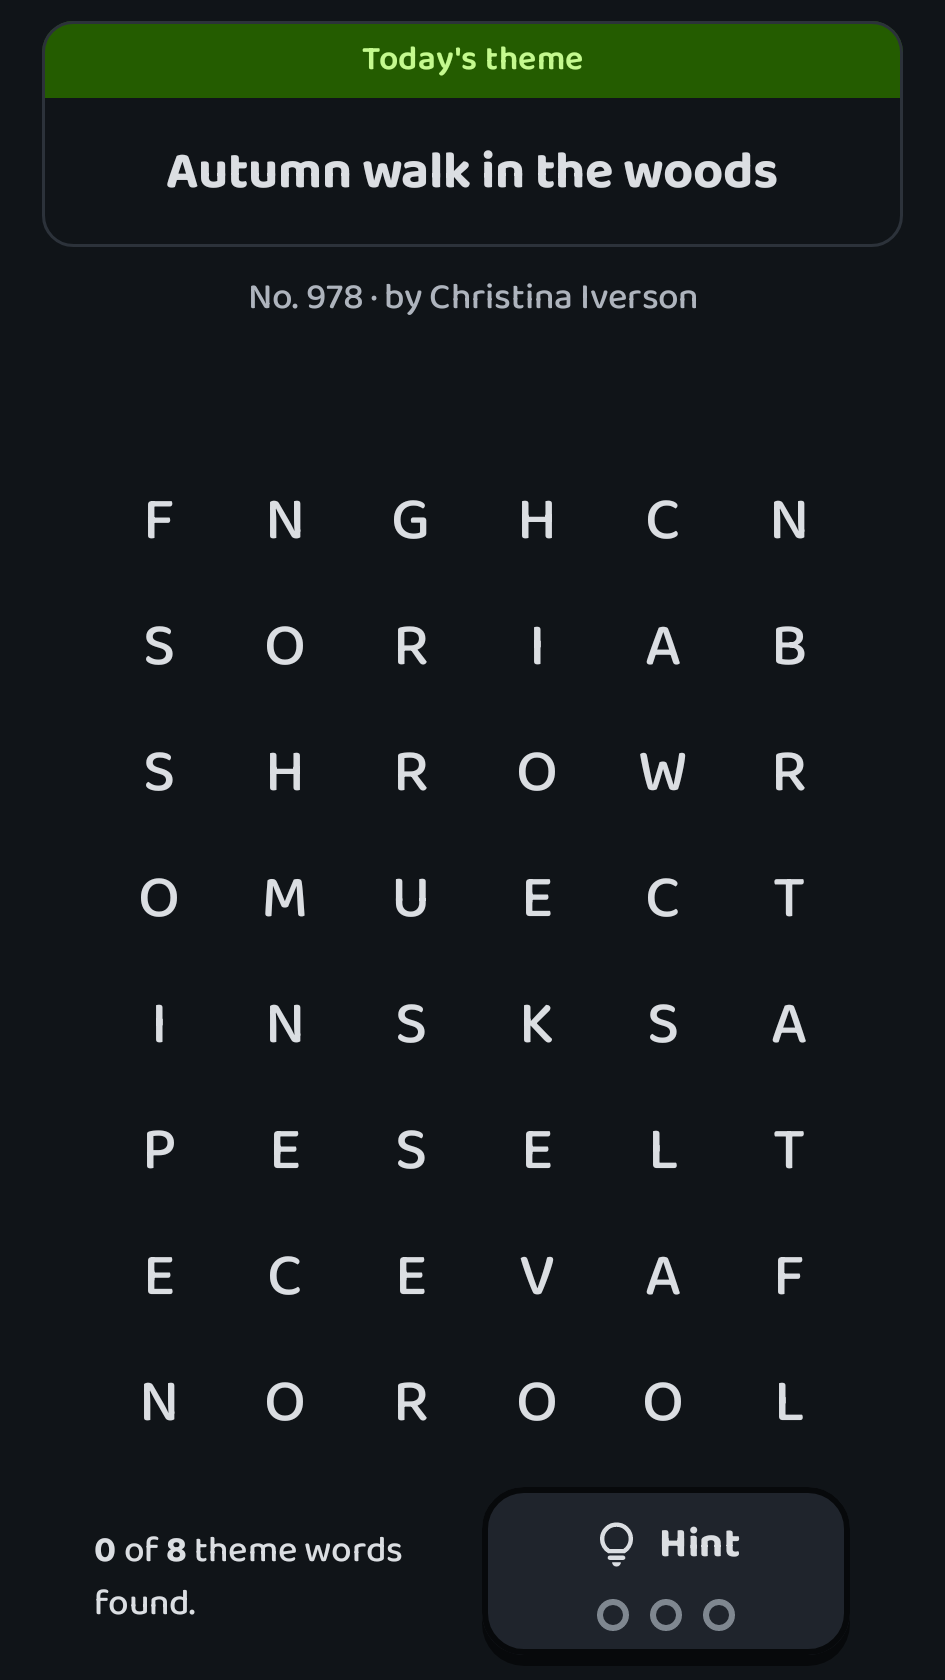 Today's theme
Autumn walk in the woods
No. 978 · by Christina Iverson
F N G H C N
S O R I A B
S H R O W R
O M U E C T
I N S K S A
P E S E L T
E C E V A F
N O R O O L
0 of 8 theme words
found.
Hint